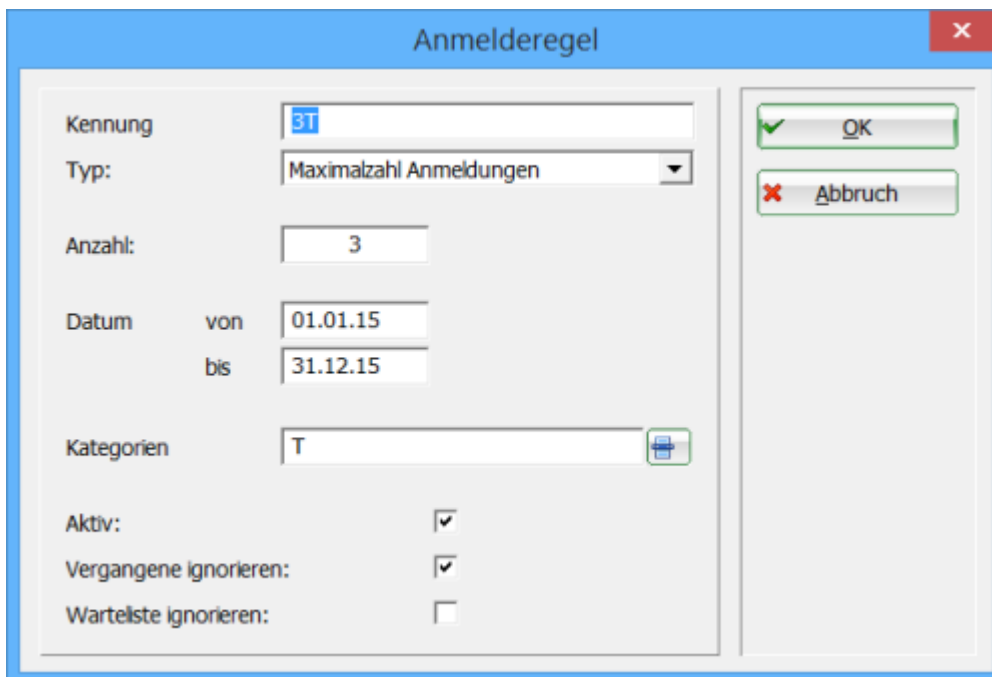 Anmelderegel
Kennung 3T
Typ: Maximalzahl Anmeldungen
Anzahl: 3
Datum von 01.01.15
bis 31.12.15
Kategorien T
Aktiv:
Vergangene ignorieren:
Warteliste ignorieren:
OK
Abbruch